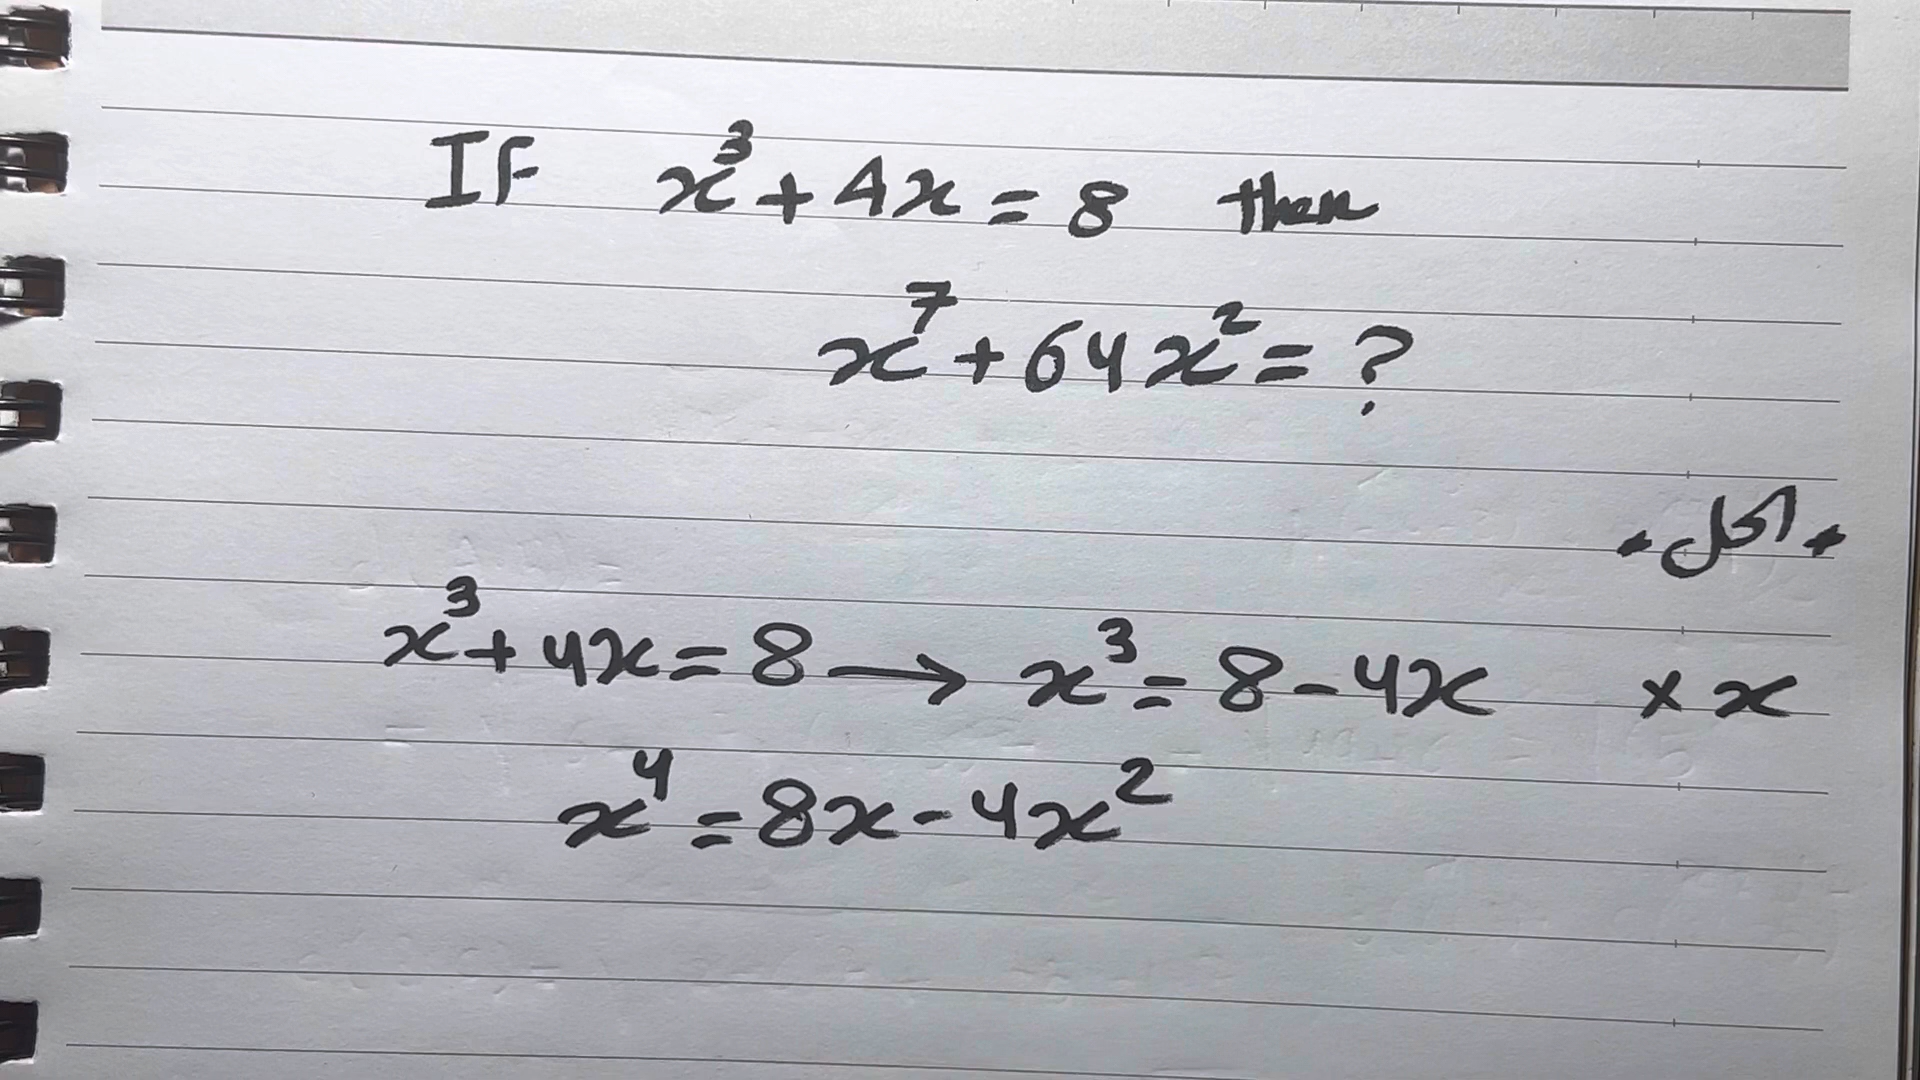 If x³ + 4x = 8 then
x⁷ + 64x² = ?
• الحل •
x³ + 4x = 8 → x³ = 8 - 4x × x
x⁴ = 8x - 4x²